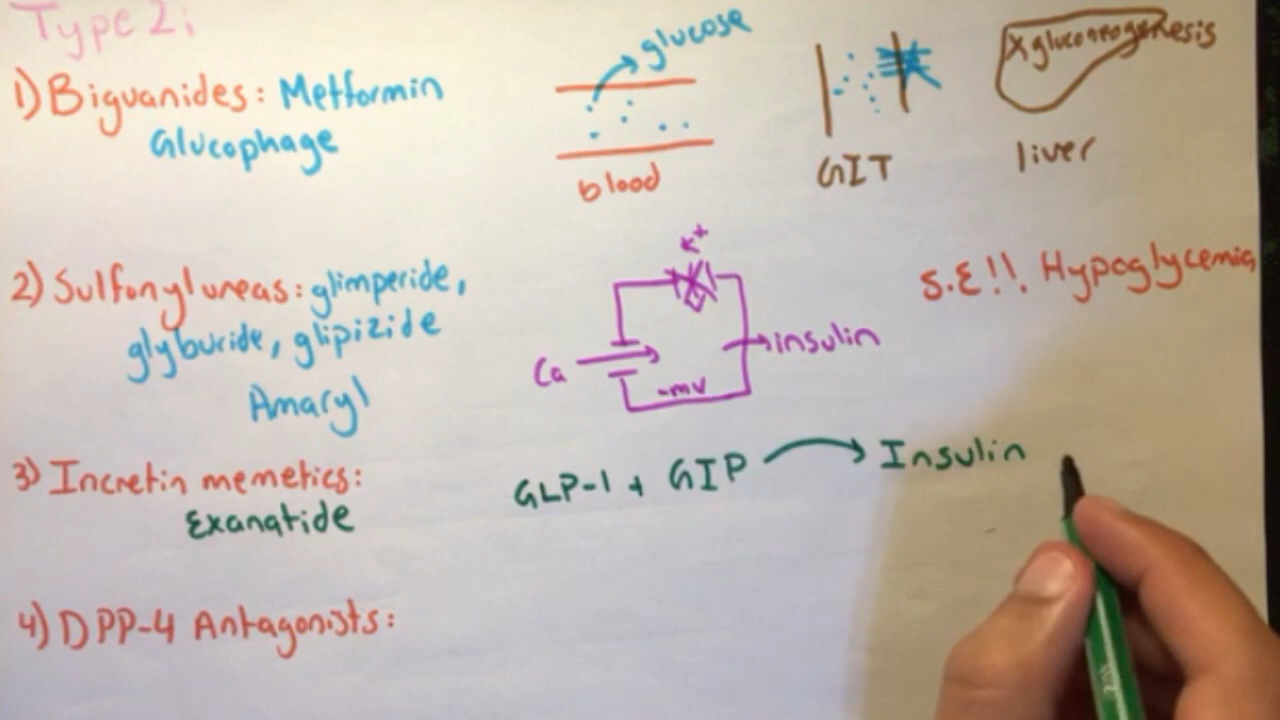 Type 2:
1) Biguanides: Metformin
Glucophage
glucose
blood
GIT
x gluconeogenesis
liver
2) Sulfonylureas: glimperide,
glyburide, glipizide
Amaryl
K+
Ca
-mV
insulin
S.E!!. Hypoglycemia
3) Incretin memetics:
Exanatide
GLP-1 + GIP → Insulin
4) DPP-4 Antagonists: